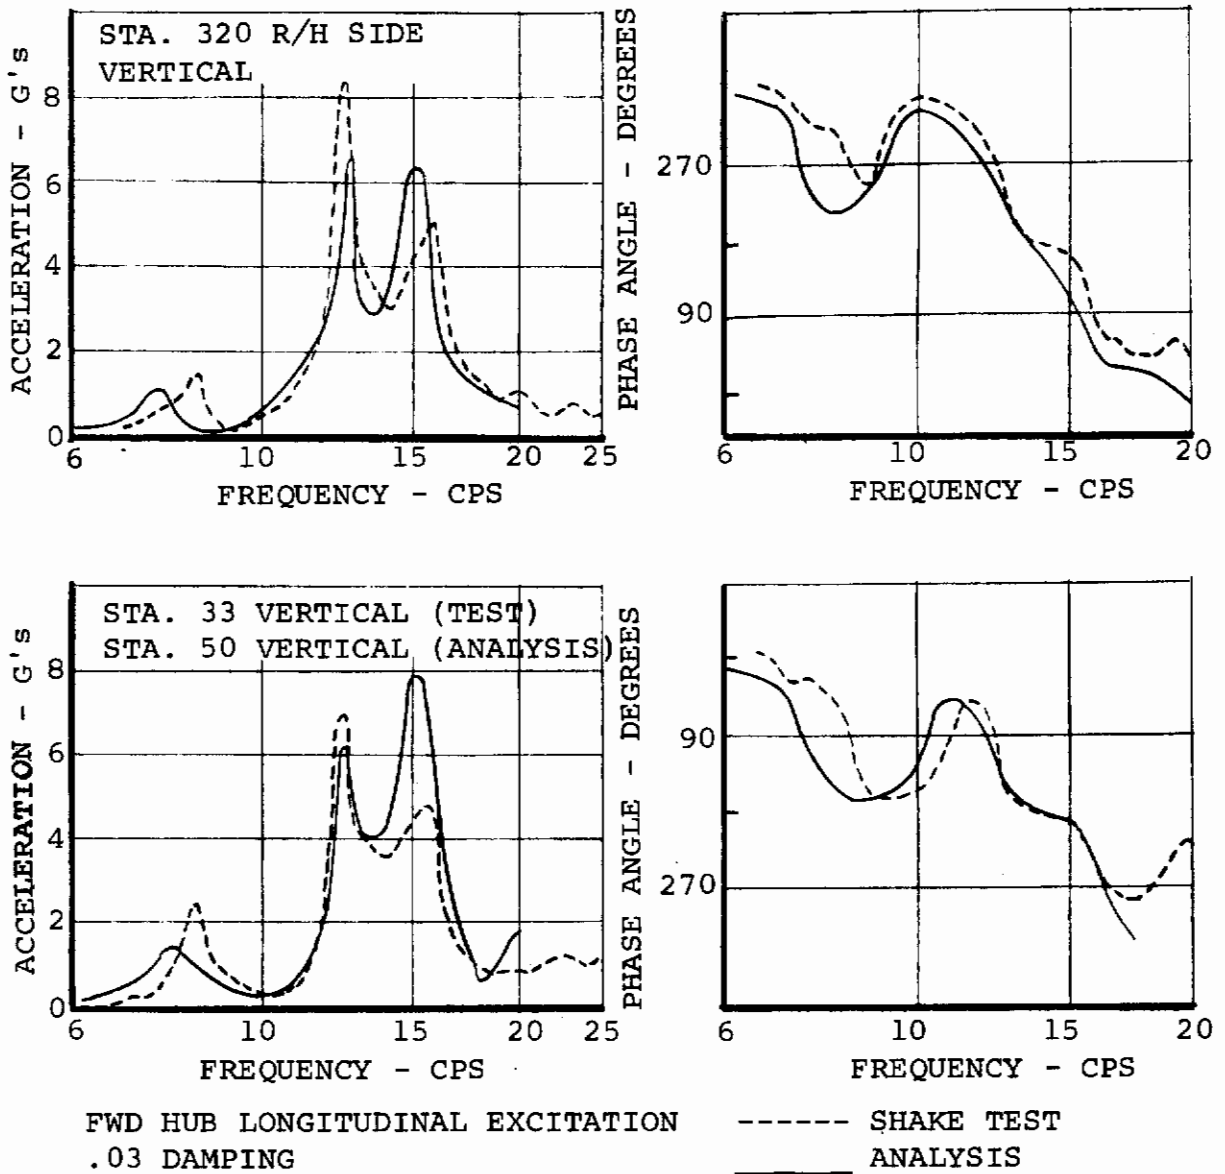 STA. 320 R/H SIDE
VERTICAL
ACCELERATION - G's
8
6
4
2
0
6
10
15
20
25
FREQUENCY - CPS
PHASE ANGLE - DEGREES
270
90
6
10
15
20
FREQUENCY - CPS
STA. 33 VERTICAL (TEST)
STA. 50 VERTICAL (ANALYSIS)
ACCELERATION - G's
8
6
4
2
0
6
10
15
20
25
FREQUENCY - CPS
PHASE ANGLE - DEGREES
90
270
6
10
15
20
FREQUENCY - CPS
FWD HUB LONGITUDINAL EXCITATION
.03 DAMPING
SHAKE TEST
ANALYSIS